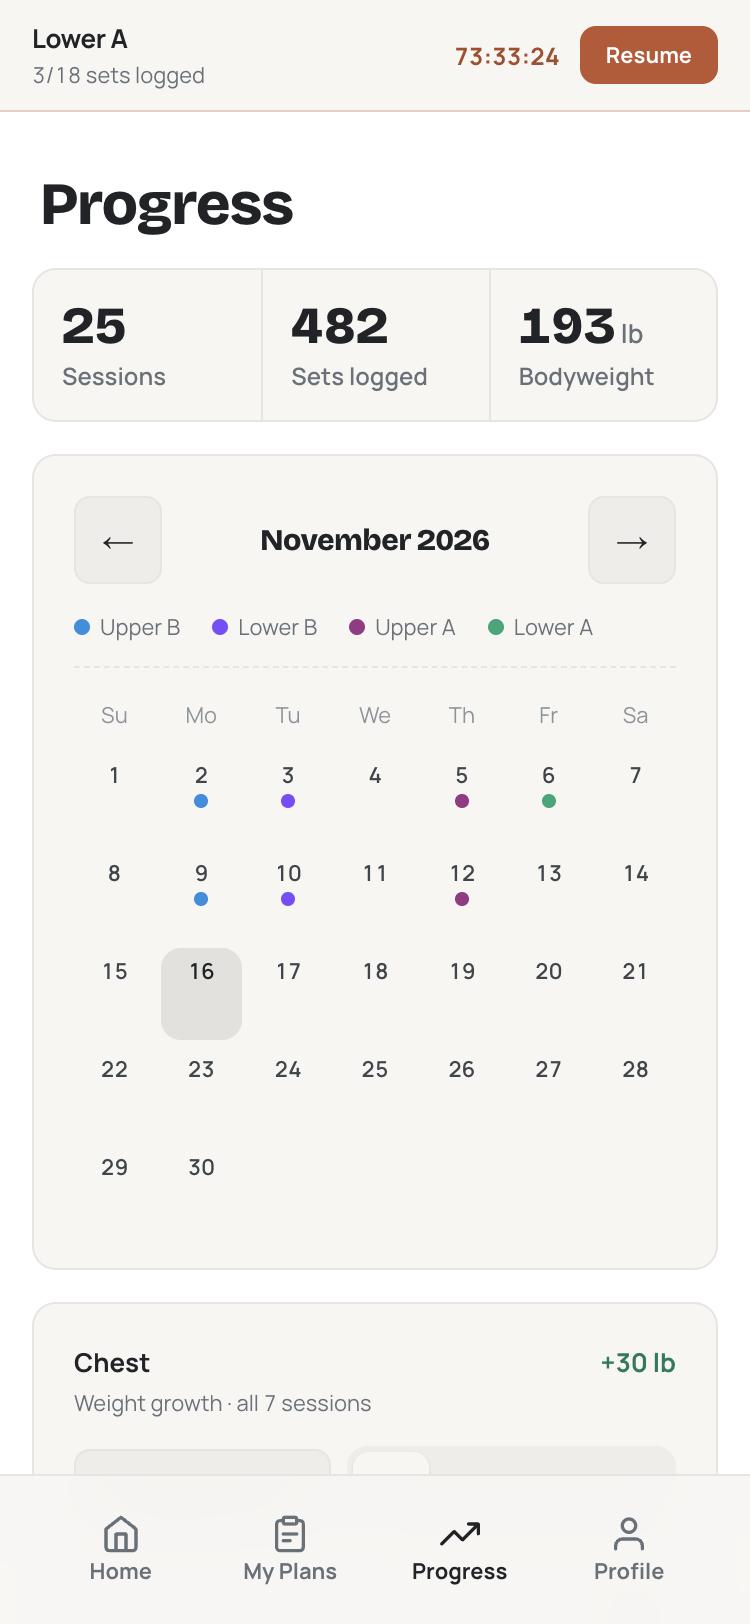 Lower A
3/18 sets logged
73:33:24
Resume
Progress
25
Sessions
482
Sets logged
193 lb
Bodyweight
←
November 2026
→
Upper B Lower B Upper A Lower A
Su Mo Tu We Th Fr Sa
1 2 3 4 5 6 7
8 9 10 11 12 13 14
15 16 17 18 19 20 21
22 23 24 25 26 27 28
29 30
Chest
+30 lb
Weight growth · all 7 sessions
Home My Plans Progress Profile